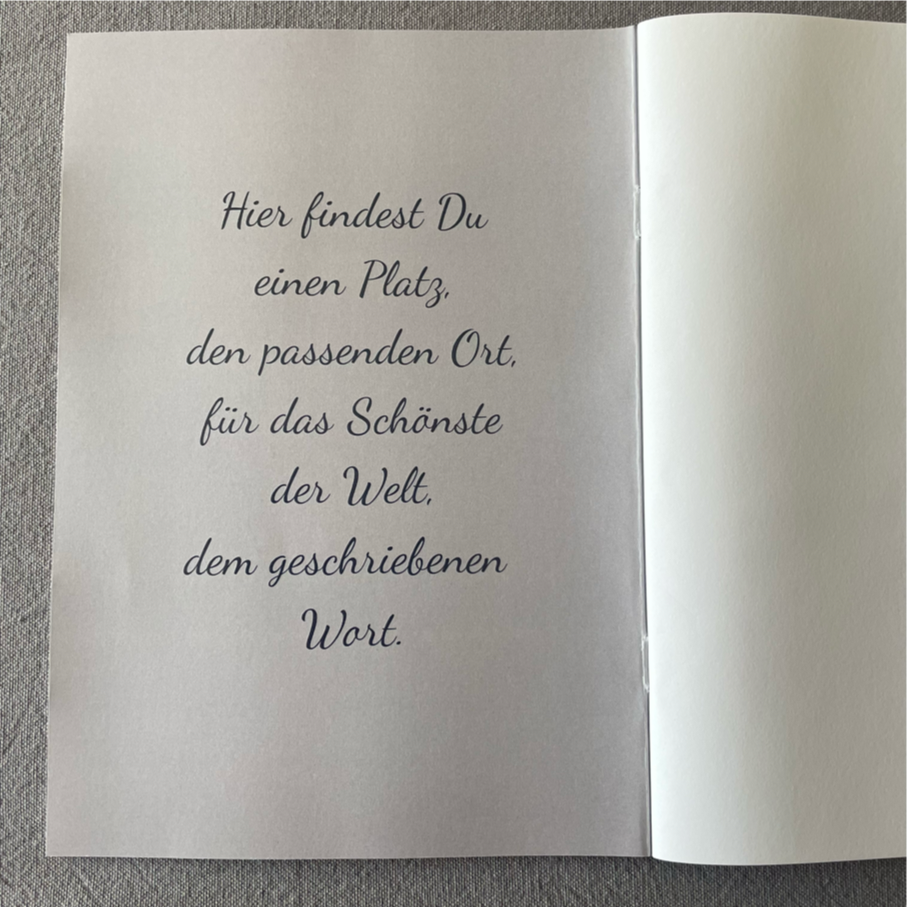 Hier findest Du
einen Platz,
den passenden Ort,
für das Schönste
der Welt,
dem geschriebenen
Wort.